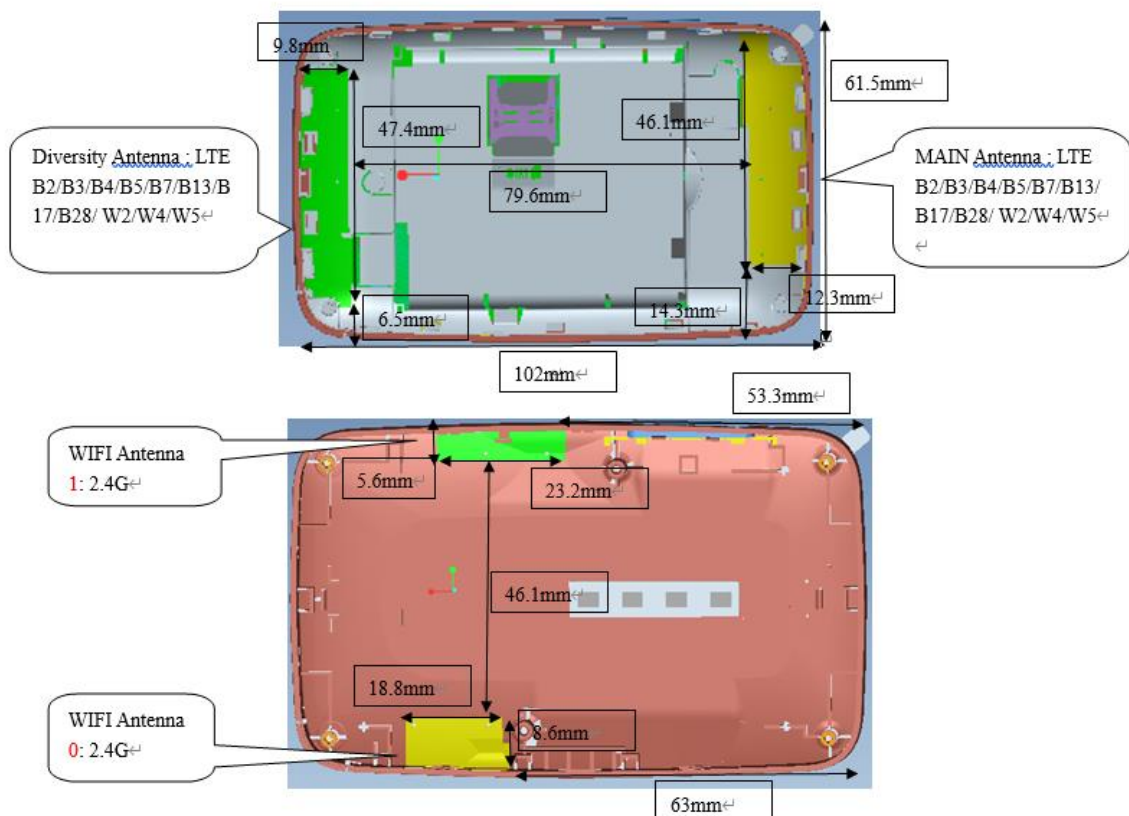 9.8mm↵
61.5mm↵
47.4mm↵
46.1mm↵
Diversity Antenna : LTE
B2/B3/B4/B5/B7/B13/B
17/B28/ W2/W4/W5↵
79.6mm↵
MAIN Antenna : LTE
B2/B3/B4/B5/B7/B13/
B17/B28/ W2/W4/W5↵
↵
6.5mm↵
14.3mm↵
12.3mm↵
102mm↵
53.3mm↵
WIFI Antenna
1: 2.4G↵
5.6mm↵
23.2mm↵
46.1mm↵
18.8mm↵
WIFI Antenna
0: 2.4G↵
8.6mm↵
63mm↵